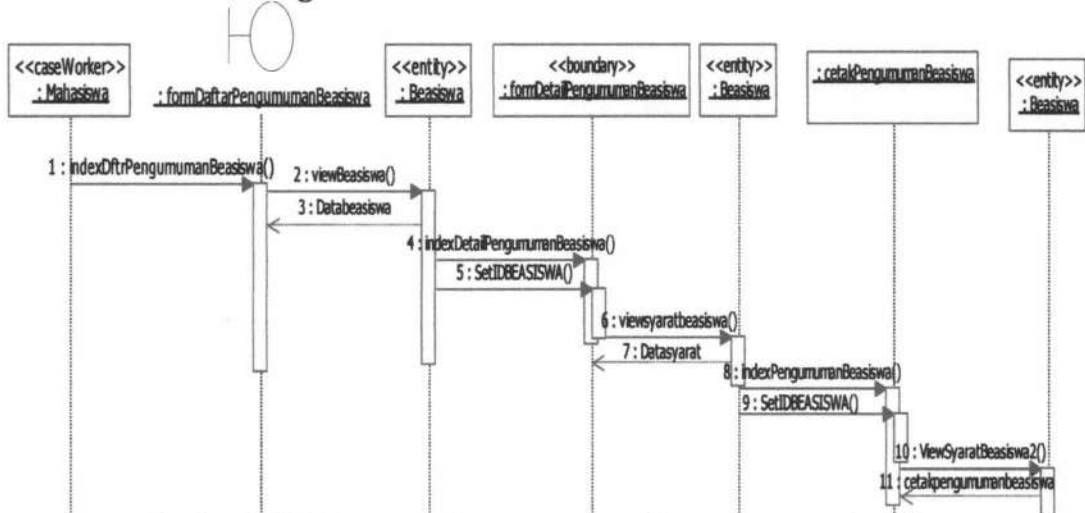 <<caseWorker>>
: Mahasiswa
: formDaftarPengumumanBeasiswa
<<entity>>
: Beasiswa
<<boundary>>
: formDetailPengumumanBeasiswa
<<entity>>
: Beasiswa
: cetakPengumumanBeasiswa
<<entity>>
: Beasiswa
1 : indexDftrPengumumanBeasiswa()
2 : viewBeasiswa()
3 : Databeasiswa
4 : indexDetailPengumumanBeasiswa()
5 : SetIDBEASISWA()
6 : viewsyaratbeasiswa()
7 : Datasyarat
8 : indexPengumumanBeasiswa()
9 : SetIDBEASISWA()
10 : ViewSyaratBeasiswa2()
11 : cetakpengumumanbeasiswa